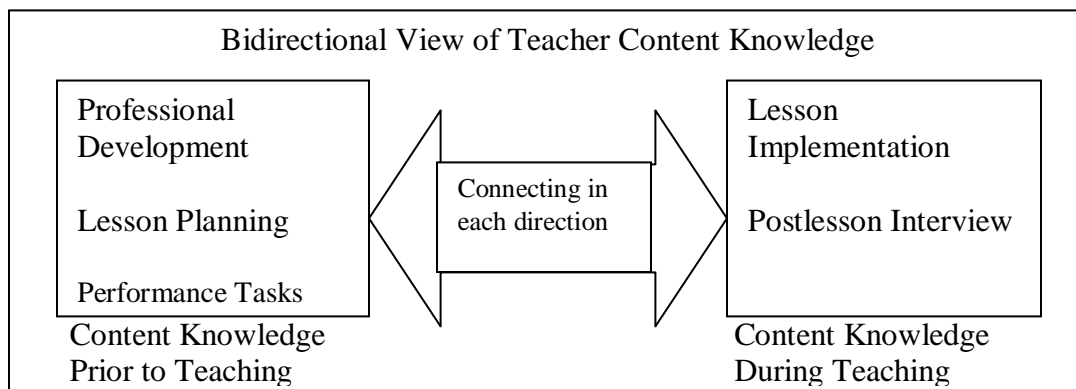 Bidirectional View of Teacher Content Knowledge
Professional
Development
Lesson Planning
Performance Tasks
Content Knowledge
Prior to Teaching
Connecting in
each direction
Lesson
Implementation
Postlesson Interview
Content Knowledge
During Teaching